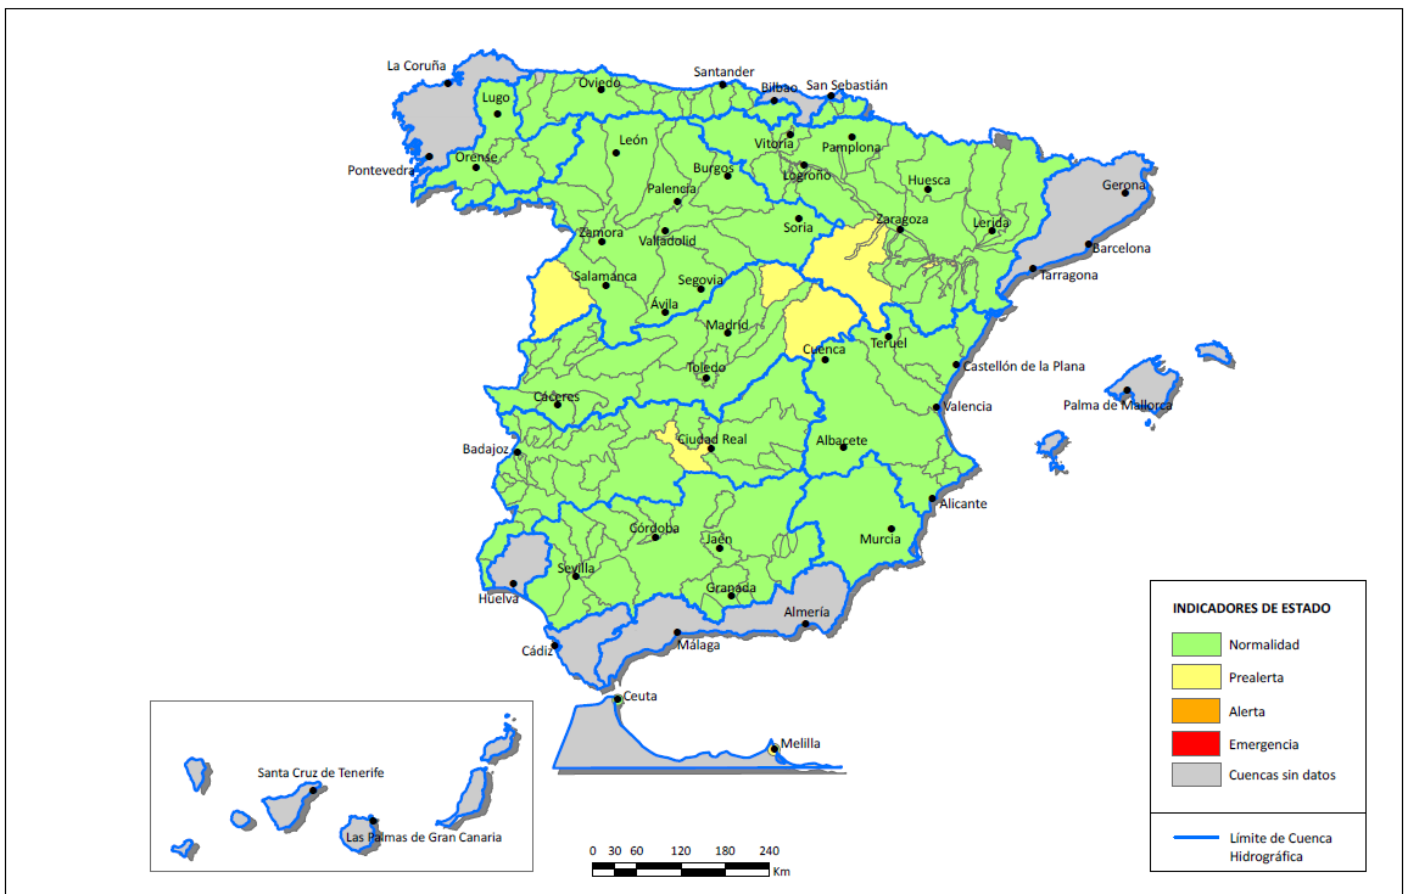 La Coruña
Lugo
Oviedo
Santander
Bilbao
San Sebastián
Pontevedra
Orense
León
Burgos
Palencia
Vitoria
Logroño
Pamplona
Huesca
Gerona
Zamora
Valladolid
Soria
Zaragoza
Lerida
Barcelona
Tarragona
Salamanca
Segovia
Ávila
Madrid
Cuenca
Teruel
Castellón de la Plana
Toledo
Cáceres
Valencia
Palma de Mallorca
Badajoz
Ciudad Real
Albacete
Alicante
Córdoba
Jaén
Murcia
Sevilla
Huelva
Granada
Almería
Cádiz
Málaga
Ceuta
Melilla
Santa Cruz de Tenerife
Las Palmas de Gran Canaria
0 30 60 120 180 240
Km
INDICADORES DE ESTADO
Normalidad
Prealerta
Alerta
Emergencia
Cuencas sin datos
Límite de Cuenca
Hidrográfica